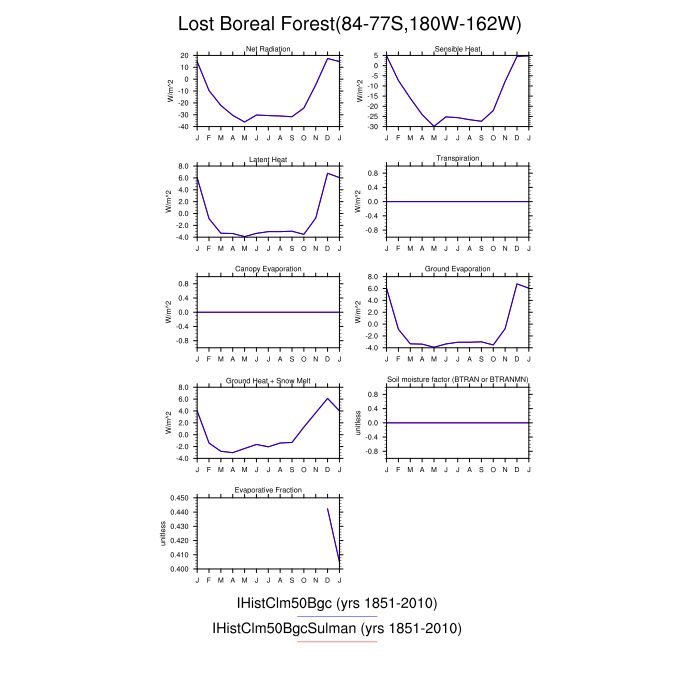 Lost Boreal Forest(84-77S,180W-162W)
Net Radiation
W/m^2
20
10
0
-10
-20
-30
-40
J F M A M J J A S O N D J
Sensible Heat
W/m^2
5
0
-5
-10
-15
-20
-25
-30
J F M A M J J A S O N D J
Latent Heat
W/m^2
8.0
6.0
4.0
2.0
0.0
-2.0
-4.0
J F M A M J J A S O N D J
Transpiration
W/m^2
0.8
0.4
0.0
-0.4
-0.8
J F M A M J J A S O N D J
Canopy Evaporation
W/m^2
0.8
0.4
0.0
-0.4
-0.8
J F M A M J J A S O N D J
Ground Evaporation
W/m^2
8.0
6.0
4.0
2.0
0.0
-2.0
-4.0
J F M A M J J A S O N D J
Ground Heat + Snow Melt
W/m^2
8.0
6.0
4.0
2.0
0.0
-2.0
-4.0
J F M A M J J A S O N D J
Soil moisture factor (BTRAN or BTRANMN)
unitless
0.8
0.4
0.0
-0.4
-0.8
J F M A M J J A S O N D J
Evaporative Fraction
unitless
0.450
0.440
0.430
0.420
0.410
0.400
J F M A M J J A S O N D J
IHistClm50Bgc (yrs 1851-2010)
IHistClm50BgcSulman (yrs 1851-2010)